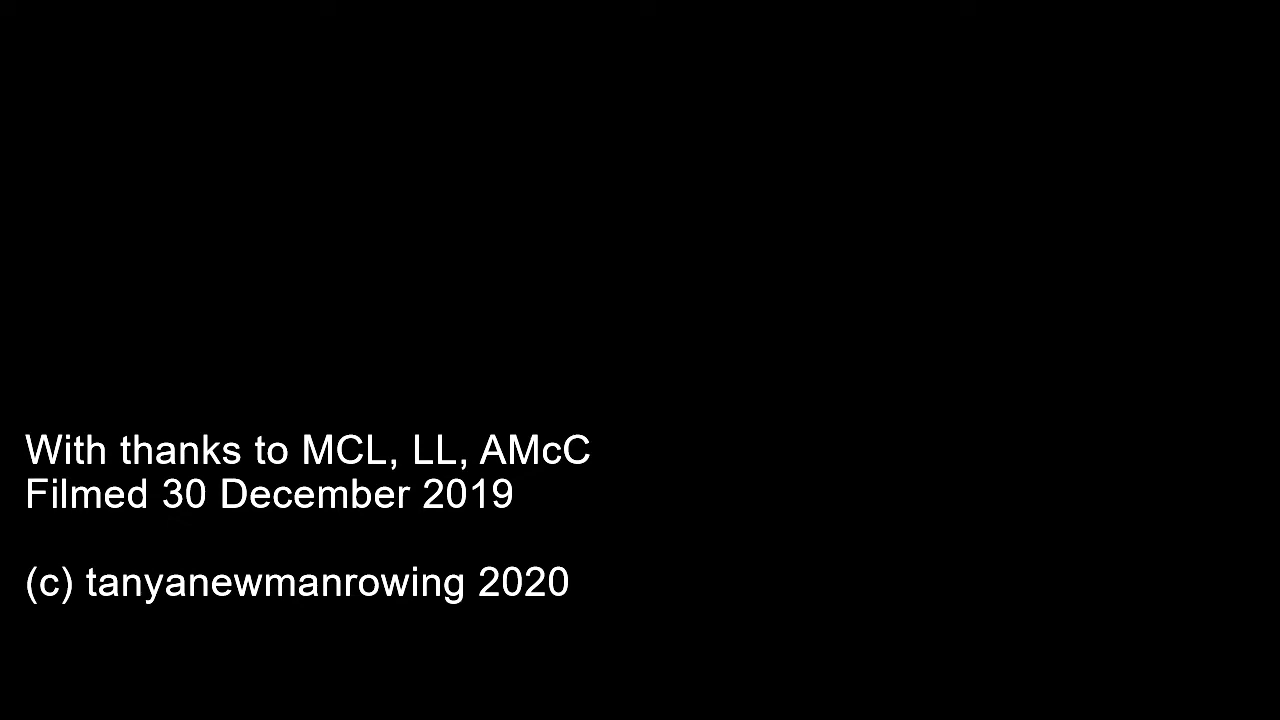 With thanks to MCL, LL, AMcC
Filmed 30 December 2019
(c) tanyanewmanrowing 2020